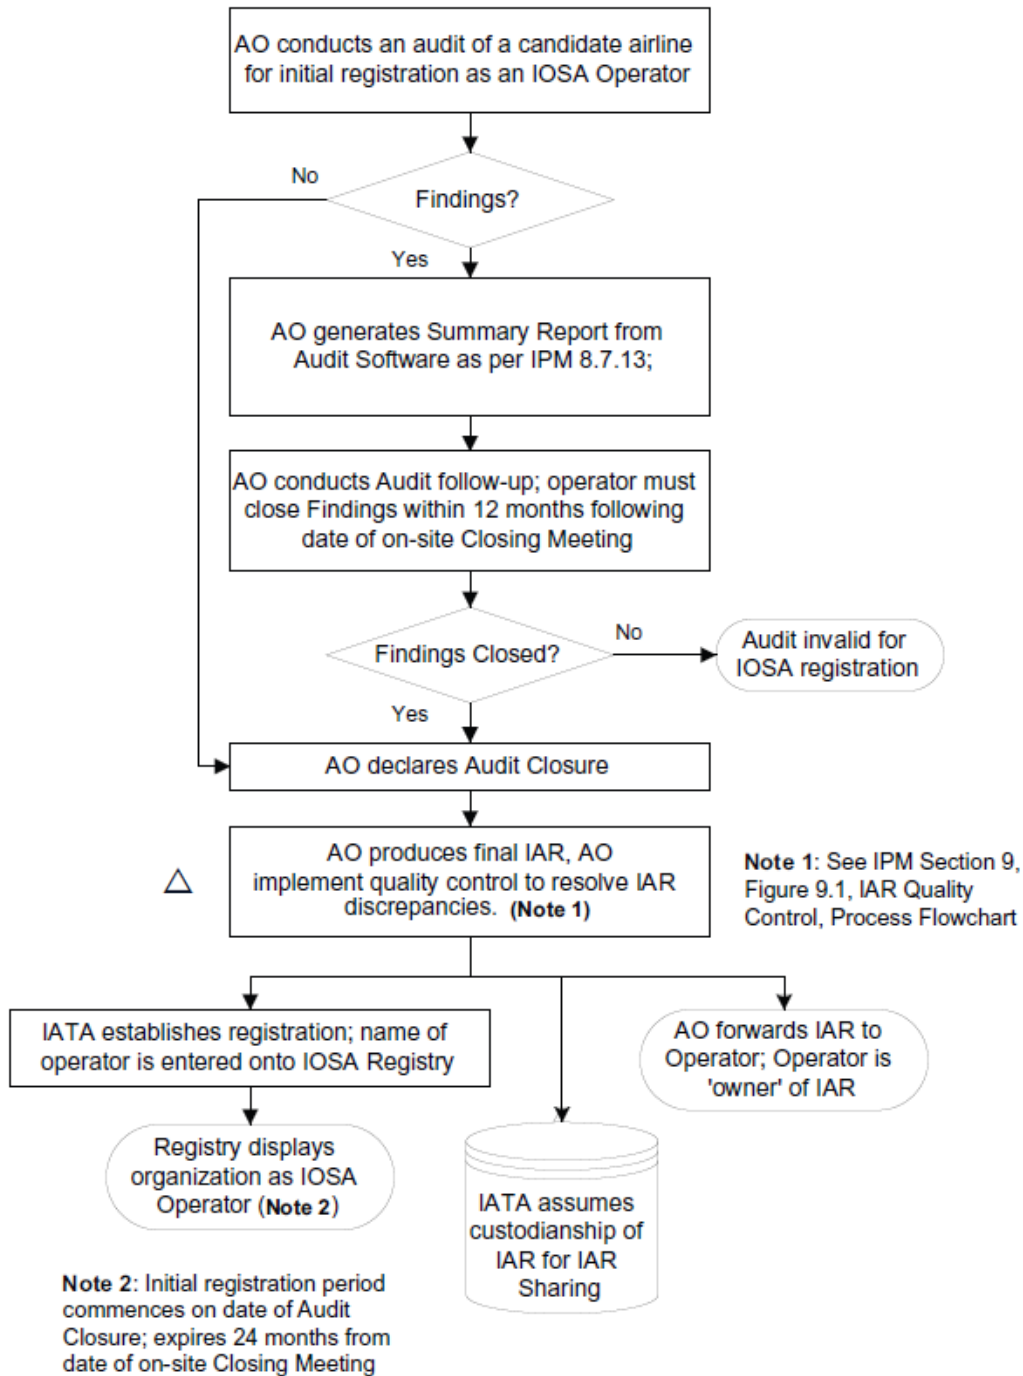 AO conducts an audit of a candidate airline
for initial registration as an IOSA Operator
No
Findings?
Yes
AO generates Summary Report from
Audit Software as per IPM 8.7.13;
AO conducts Audit follow-up; operator must
close Findings within 12 months following
date of on-site Closing Meeting
Findings Closed?
No
Audit invalid for
IOSA registration
Yes
AO declares Audit Closure
AO produces final IAR, AO
implement quality control to resolve IAR
discrepancies. (Note 1)
Note 1: See IPM Section 9,
Figure 9.1, IAR Quality
Control, Process Flowchart
IATA establishes registration; name of
operator is entered onto IOSA Registry
AO forwards IAR to
Operator; Operator is
'owner' of IAR
Registry displays
organization as IOSA
Operator (Note 2)
IATA assumes
custodianship of
IAR for IAR
Sharing
Note 2: Initial registration period
commences on date of Audit
Closure; expires 24 months from
date of on-site Closing Meeting